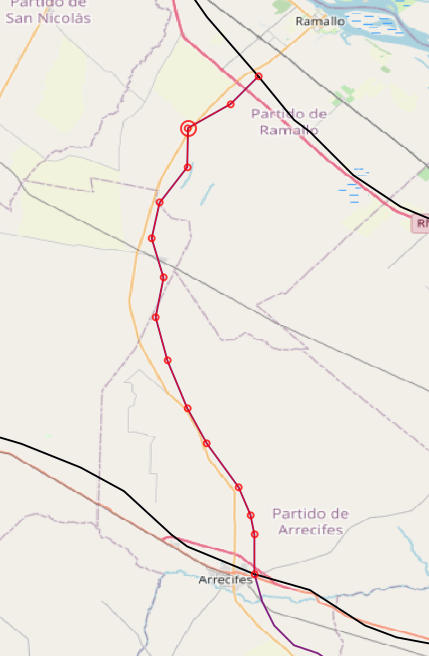 Partido de
San Nicolás
Ramallo
Partido de
Ramallo
Partido de
Arrecifes
Arrecifes